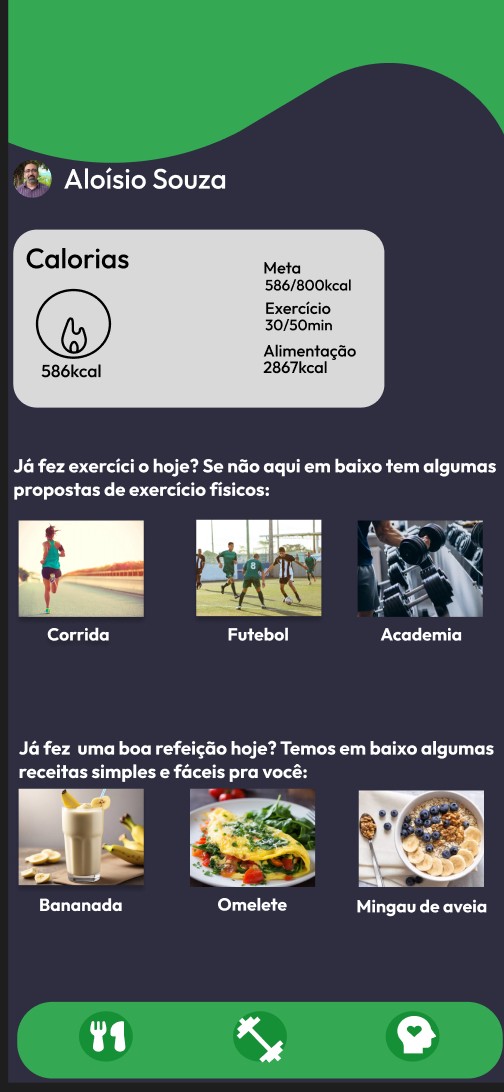 Aloísio Souza
Calorias
586kcal
Meta
586/800kcal
Exercício
30/50min
Alimentação
2867kcal
Já fez exercíci o hoje? Se não aqui em baixo tem algumas
propostas de exercício físicos:
Corrida
Futebol
Academia
Já fez  uma boa refeição hoje? Temos em baixo algumas
receitas simples e fáceis pra você:
Bananada
Omelete
Mingau de aveia